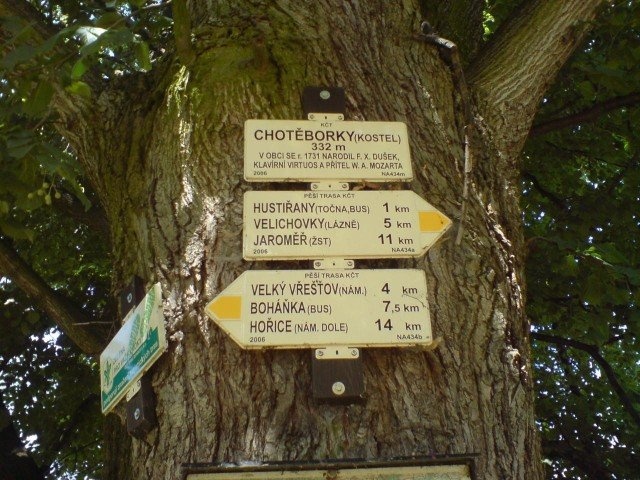 KČT
CHOTĚBORKY (KOSTEL)
332 m
V OBCI SE r. 1731 NARODIL F. X. DUŠEK,
KLAVÍRNÍ VIRTUOS A PŘÍTEL W. A. MOZARTA
2006 NA434m
PĚŠÍ TRASA KČT
HUSTÍŘANY (TOČNA, BUS) 1 km
VELICHOVKY (LÁZNĚ) 5 km
JAROMĚŘ (ŽST) 11 km
2006 NA434a
PĚŠÍ TRASA KČT
VELKÝ VŘEŠŤOV (NÁM.) 4 km
BOHÁŇKA (BUS) 7,5 km
HOŘICE (NÁM. DOLE) 14 km
2006 NA434b